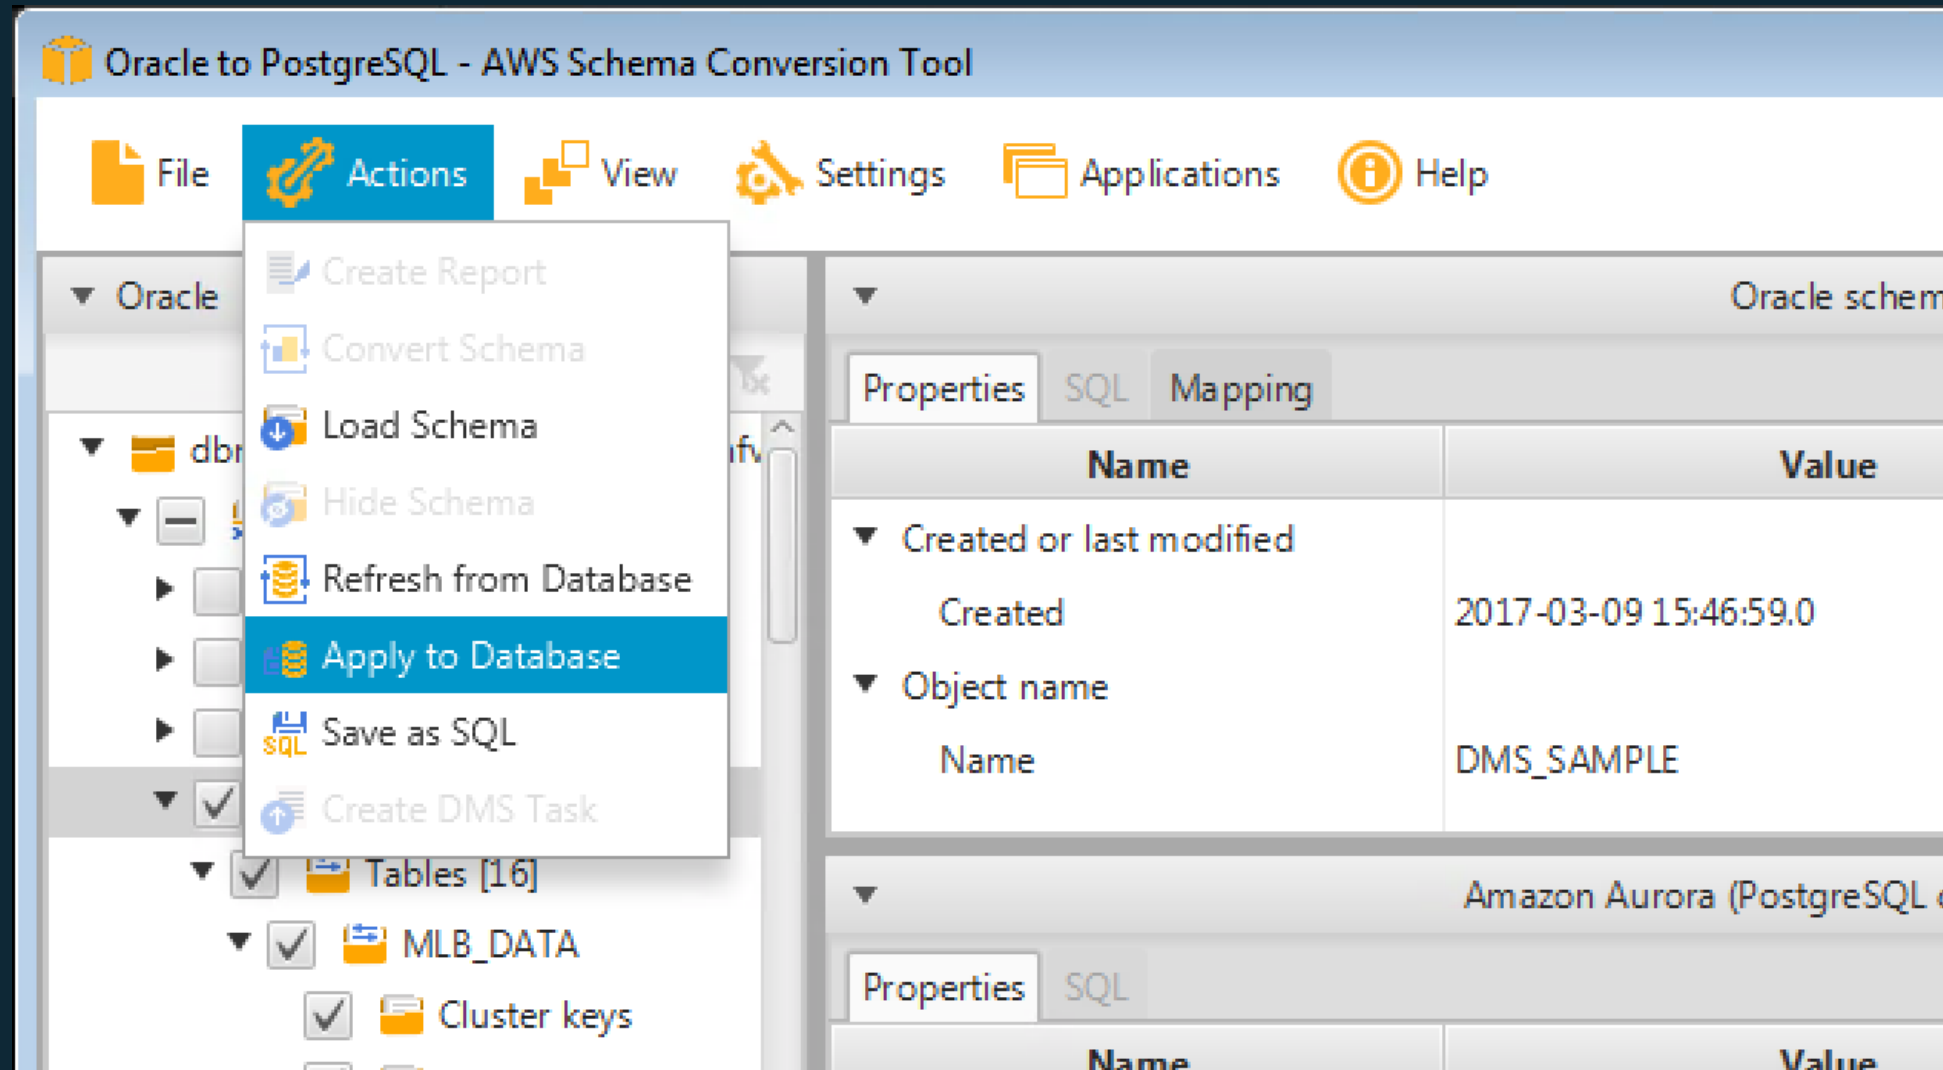 Oracle to PostgreSQL - AWS Schema Conversion Tool
File Actions View Settings Applications Help
Create Report
Convert Schema
Load Schema
Hide Schema
Refresh from Database
Apply to Database
Save as SQL
SQL
Create DMS Task
Oracle
Tables [16]
MLB_DATA
Cluster keys
Oracle
Properties SQL Mapping
Name Value
Created or last modified
Created 2017-03-09 15:46:59.0
Object name
Name DMS_SAMPLE
Amazon Aurora (PostgreSQL
Properties SQL
Name Value